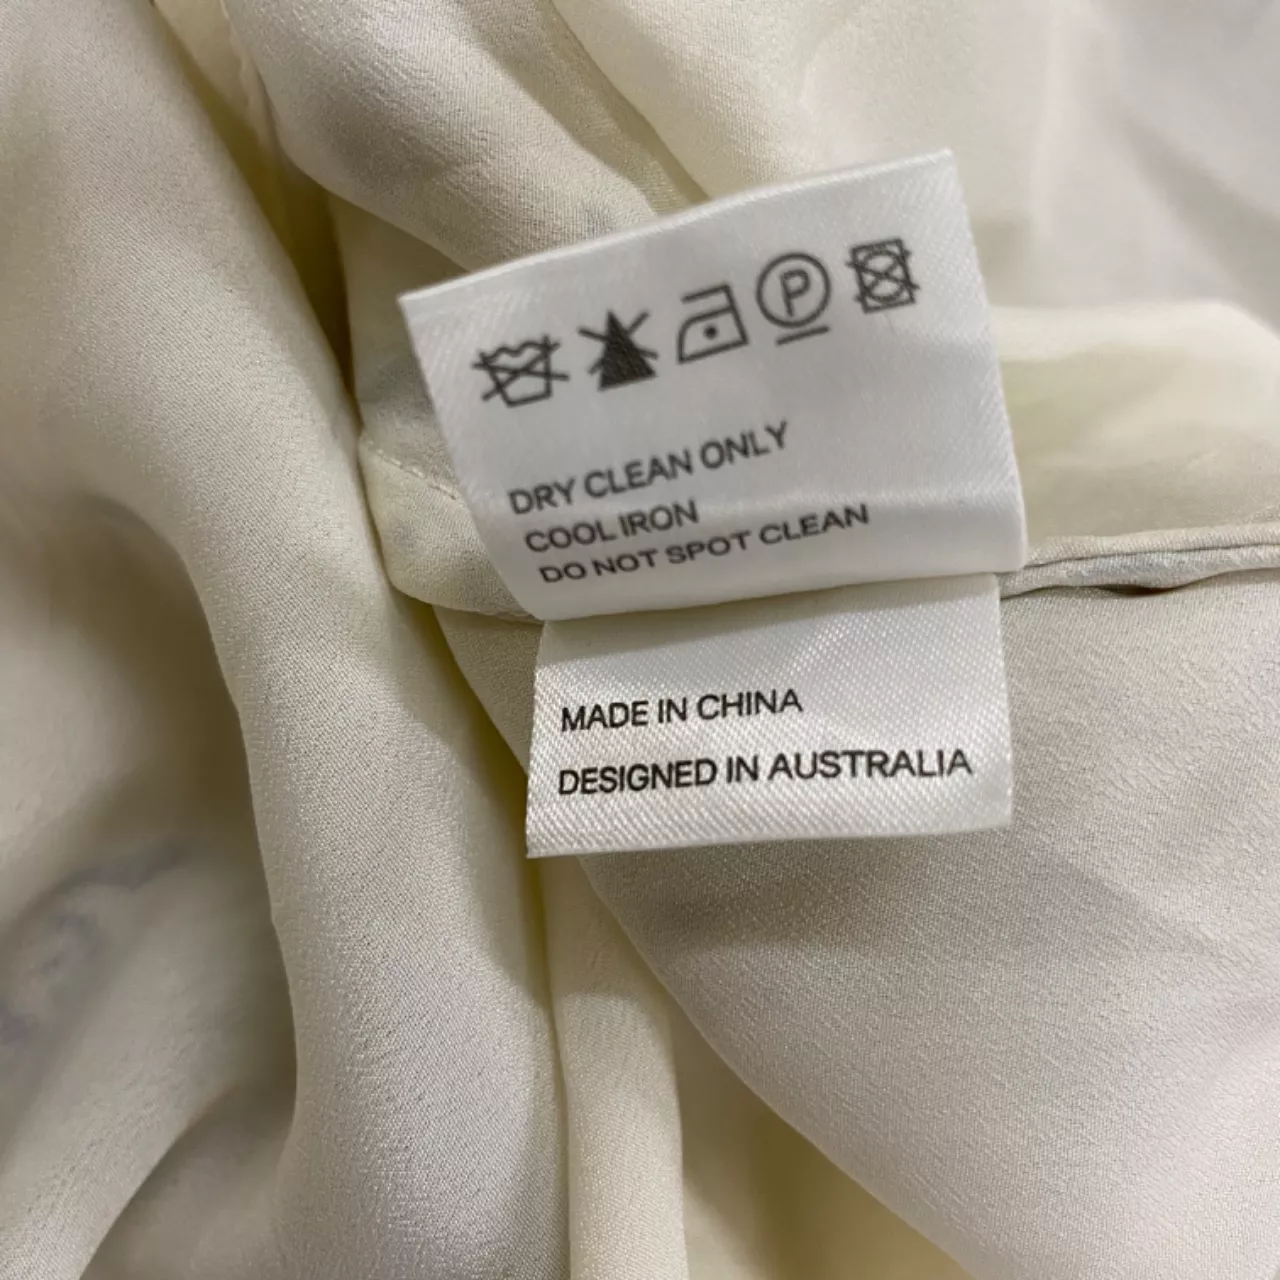 P
DRY CLEAN ONLY
COOL IRON
DO NOT SPOT CLEAN
MADE IN CHINA
DESIGNED IN AUSTRALIA